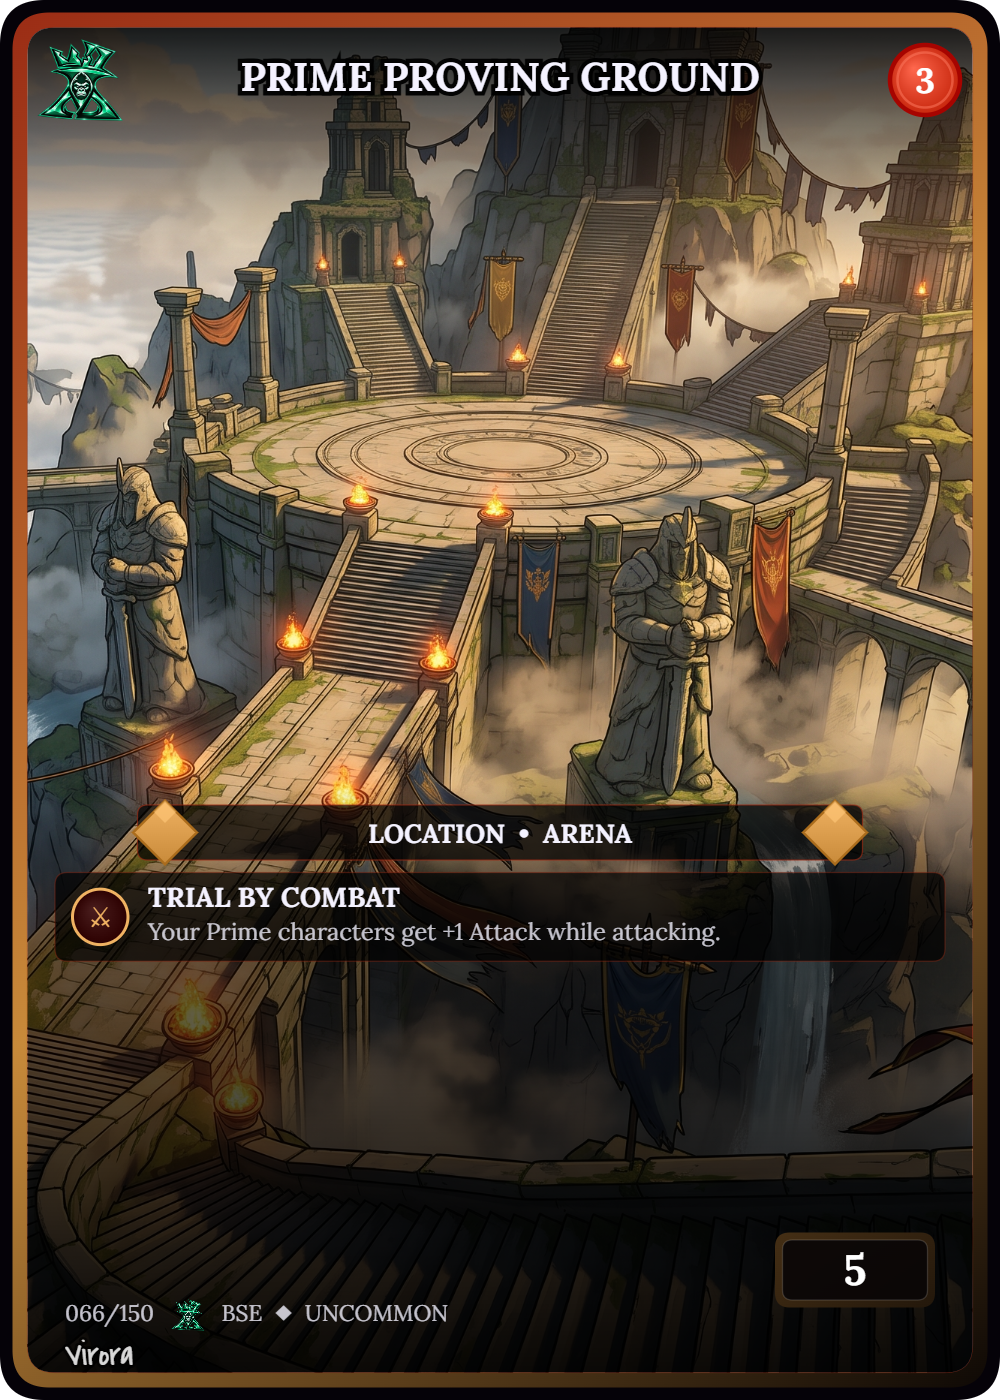 PRIME PROVING GROUND
3
LOCATION • ARENA
TRIAL BY COMBAT
Your Prime characters get +1 Attack while attacking.
5
066/150 BSE ◆ UNCOMMON
Virora